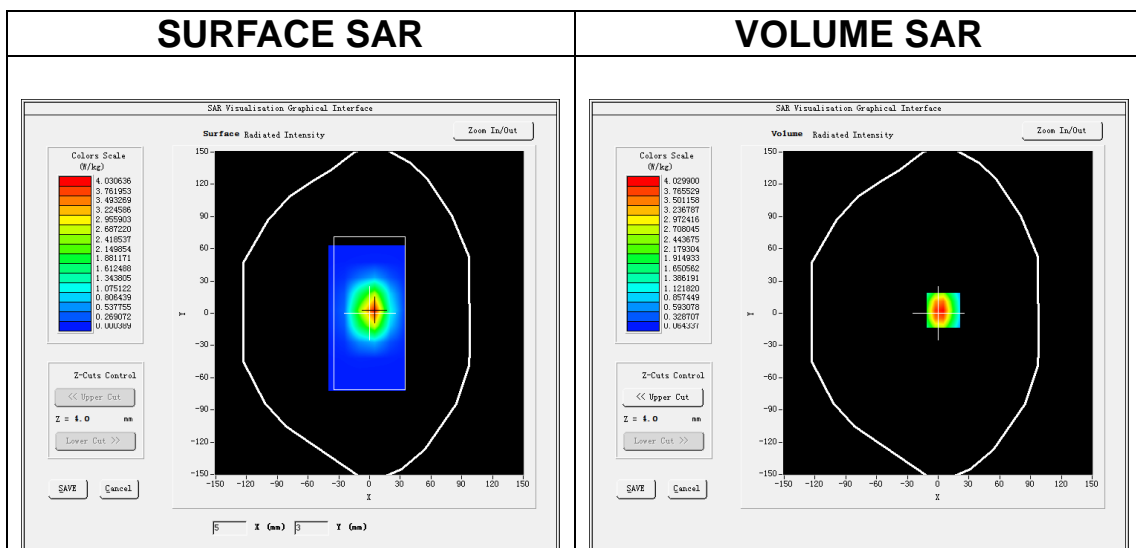 SURFACE SAR
VOLUME SAR
SAR Visualisation Graphical Interface
Surface Radiated Intensity
Zoom In/Out
Colors Scale
(W/kg)
4.030636
3.761953
3.493269
3.224586
2.955903
2.687220
2.418537
2.149854
1.881171
1.612488
1.343805
1.075122
0.806439
0.537755
0.269072
0.000389
150
120
90
60
30
0
-30
-60
-90
-120
-150
Y
-150 -120 -90 -60 -30 0 30 60 90 120 150
X
Z-Cuts Control
<< Upper Cut
Z = 4.0 mm
Lower Cut >>
SAVE Cancel
5 X (mm) 3 Y (mm)
SAR Visualisation Graphical Interface
Volume Radiated Intensity
Zoom In/Out
Colors Scale
(W/kg)
4.029900
3.765529
3.501158
3.236787
2.972416
2.708045
2.443675
2.179304
1.914933
1.650562
1.386191
1.121820
0.857449
0.593078
0.328707
0.064337
150
120
90
60
30
0
-30
-60
-90
-120
-150
Y
-150 -120 -90 -60 -30 0 30 60 90 120 150
X
Z-Cuts Control
<< Upper Cut
Z = 4.0 mm
Lower Cut >>
SAVE Cancel